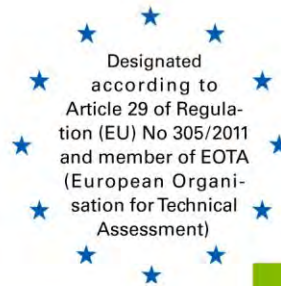 Designated
according to
Article 29 of Regula-
tion (EU) No 305/2011
and member of EOTA
(European Organi-
sation for Technical
Assessment)